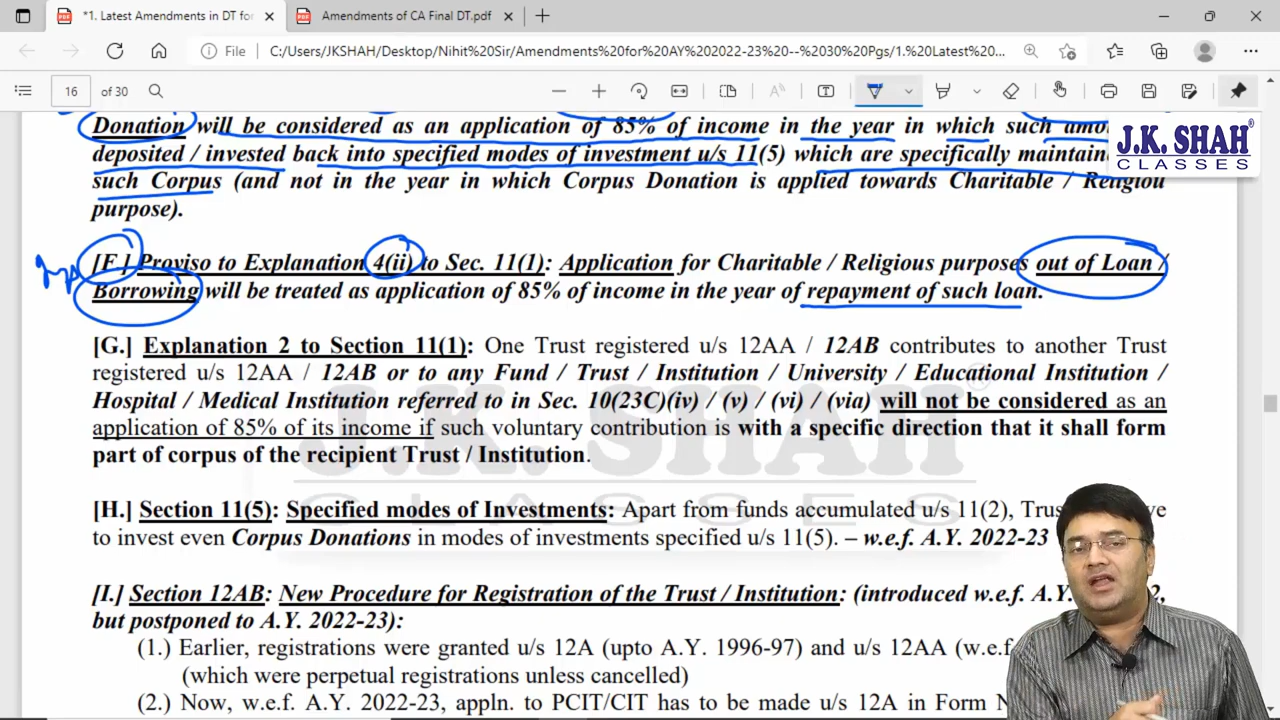 *1. Latest Amendments in DT for
Amendments of CA Final DT.pdf
File
C:/Users/JKSHAH/Desktop/Nihit%20Sir/Amendments%20for%20AY%202022-23%20--%2030%20Pgs/1.%20Latest%20...
16 of 30
J.K. SHAH®
CLASSES
Donation will be considered as an application of 85% of income in the year in which such
deposited / invested back into specified modes of investment u/s 11(5) which are specifically
such Corpus (and not in the year in which Corpus Donation is applied towards Charitable /
purpose).
[F] Proviso to Explanation 4(ii) to Sec. 11(1): Application for Charitable / Religious purposes out of Loan /
Borrowing will be treated as application of 85% of income in the year of repayment of such loan.
[G.] Explanation 2 to Section 11(1): One Trust registered u/s 12AA / 12AB contributes to another Trust
registered u/s 12AA / 12AB or to any Fund / Trust / Institution / University / Educational Institution /
Hospital / Medical Institution referred to in Sec. 10(23C)(iv) / (v) / (vi) / (via) will not be considered as an
application of 85% of its income if such voluntary contribution is with a specific direction that it shall form
part of corpus of the recipient Trust / Institution.
J.K. SHAH®
CLASSES
[H.] Section 11(5): Specified modes of Investments: Apart from funds accumulated u/s 11(2),
to invest even Corpus Donations in modes of investments specified u/s 11(5). – w.e.f. A.Y. 2022-23
[I.] Section 12AB: New Procedure for Registration of the Trust / Institution: (introduced w.e.f. A.Y.
but postponed to A.Y. 2022-23):
(1.) Earlier, registrations were granted u/s 12A (upto A.Y. 1996-97) and u/s 12AA (w.e.f
(which were perpetual registrations unless cancelled)
(2.) Now, w.e.f. A.Y. 2022-23, appln. to PCIT/CIT has to be made u/s 12A in Form